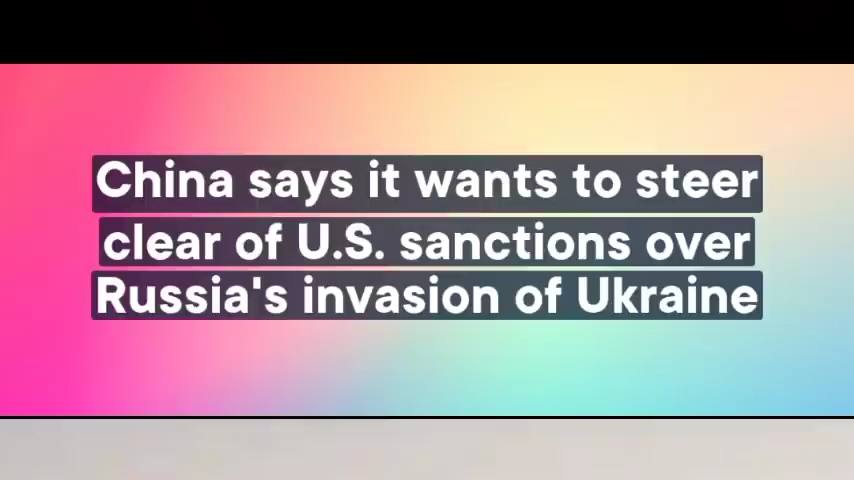 China says it wants to steer
clear of U.S. sanctions over
Russia's invasion of Ukraine